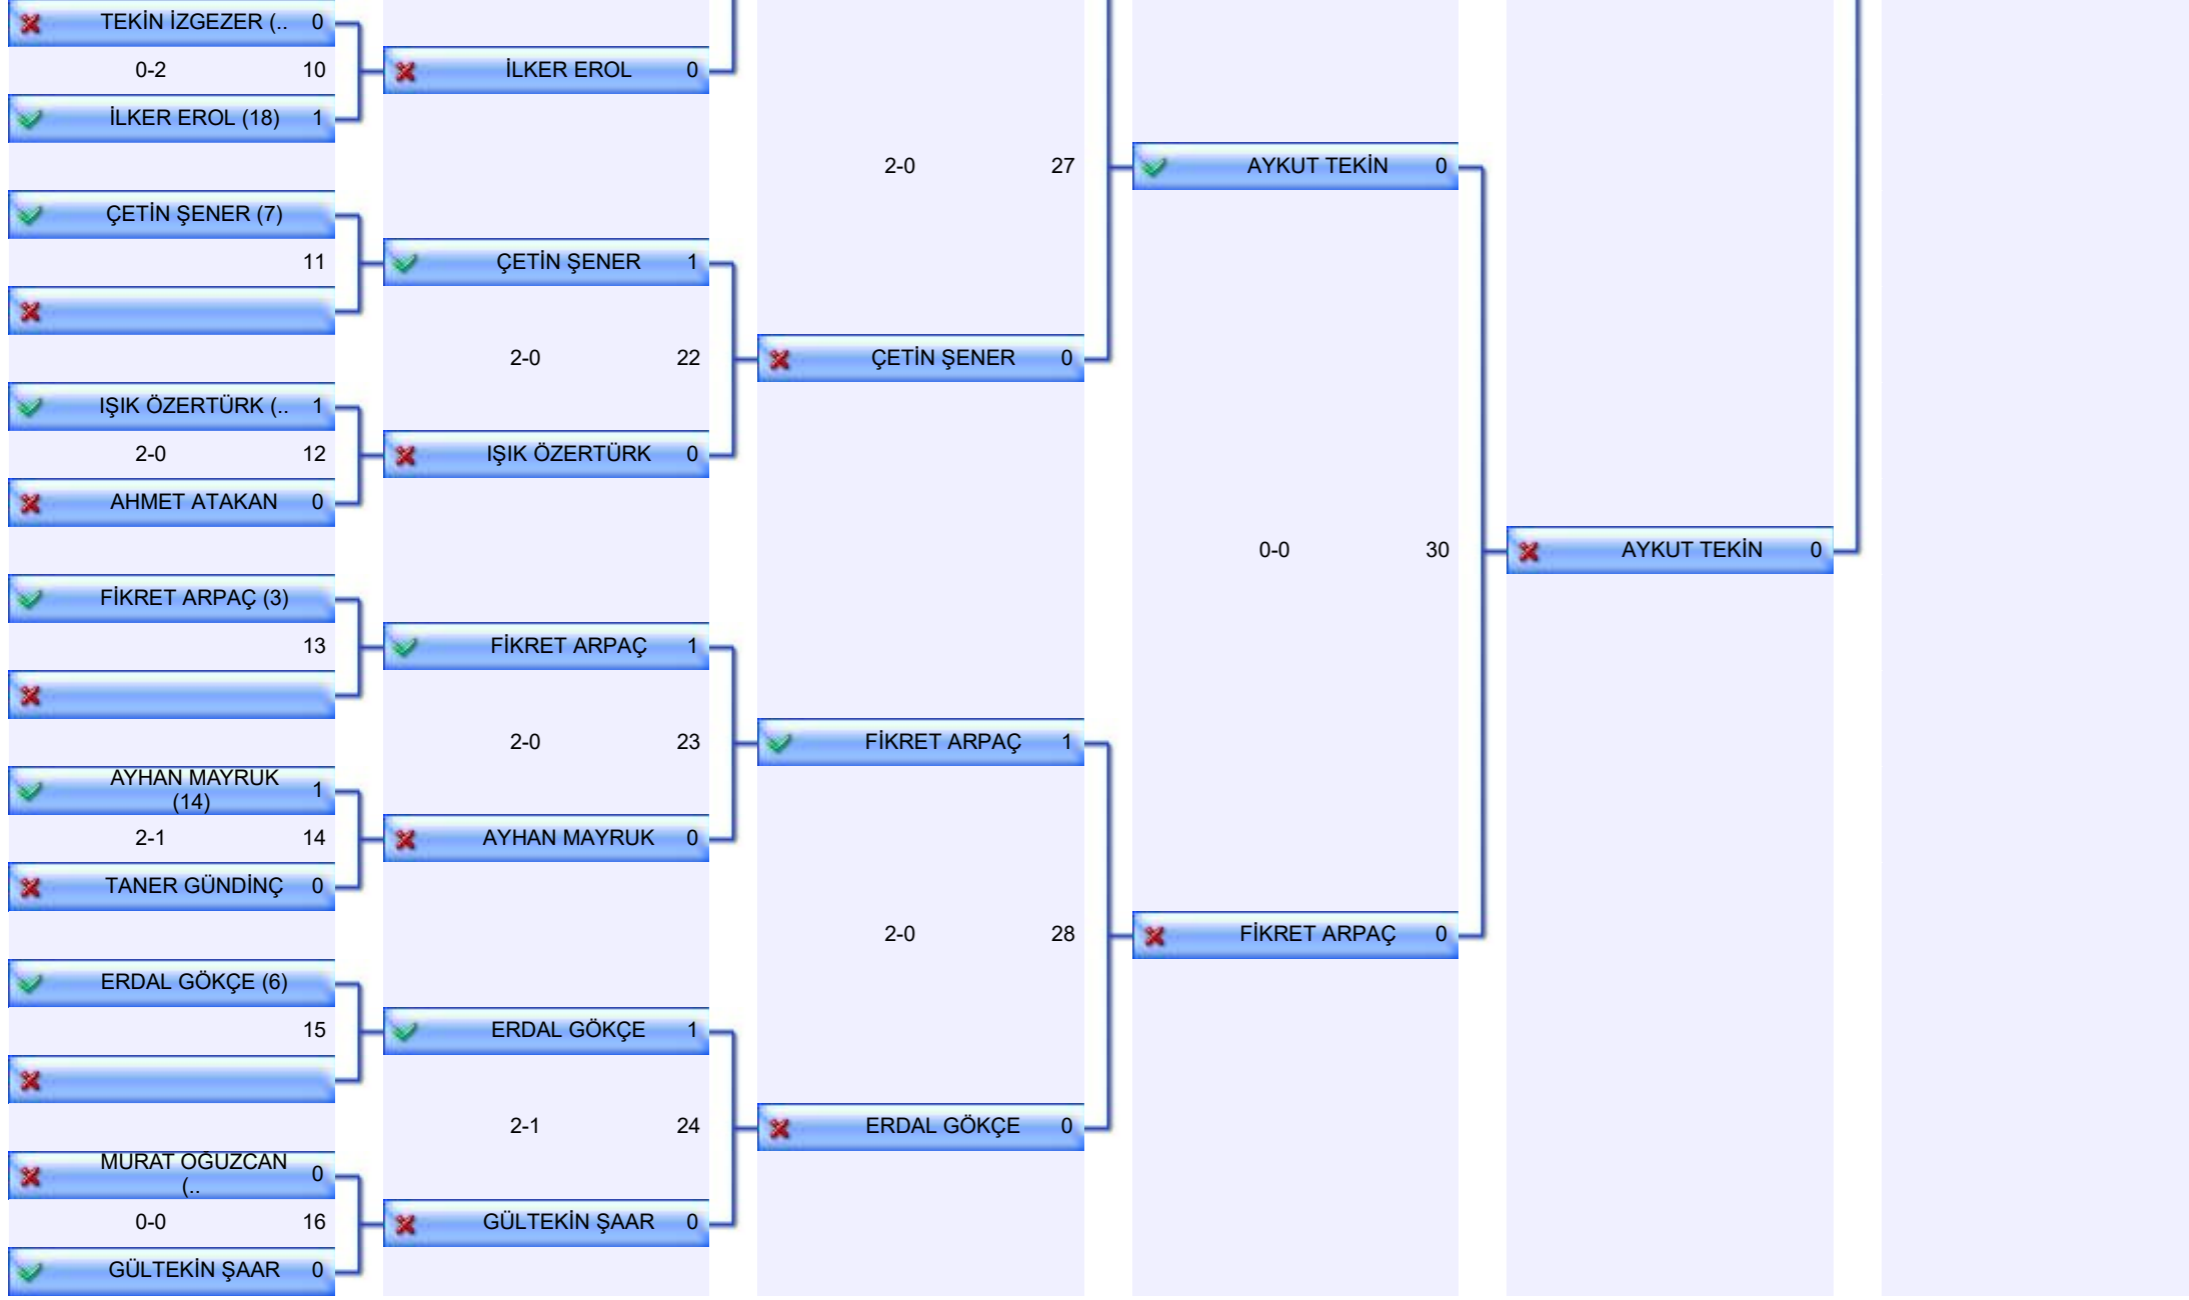 TEKİN İZGEZER (.. 0
0-2 10
İLKER EROL (18) 1
ÇETİN ŞENER (7)
11
IŞIK ÖZERTÜRK (.. 1
2-0 12
AHMET ATAKAN 0
FİKRET ARPAÇ (3)
13
AYHAN MAYRUK
(14) 1
2-1 14
TANER GÜNDİNÇ 0
ERDAL GÖKÇE (6)
15
MURAT OĞUZCAN
(.. 0
0-0 16
GÜLTEKİN ŞAAR 0
İLKER EROL 0
ÇETİN ŞENER 1
2-0 22
IŞIK ÖZERTÜRK 0
FİKRET ARPAÇ 1
2-0 23
AYHAN MAYRUK 0
ERDAL GÖKÇE 1
2-1 24
GÜLTEKİN ŞAAR 0
2-0 27
ÇETİN ŞENER 0
FİKRET ARPAÇ 1
2-0 28
ERDAL GÖKÇE 0
AYKUT TEKİN 0
0-0 30
FİKRET ARPAÇ 0
AYKUT TEKİN 0